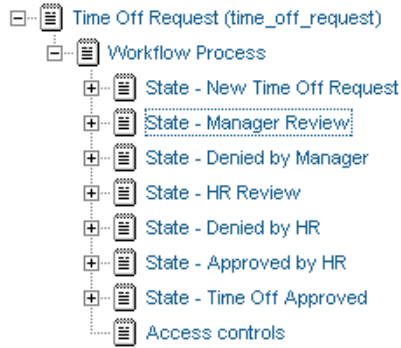 Time Off Request (time_off_request)
Workflow Process
State - New Time Off Request
State - Manager Review
State - Denied by Manager
State - HR Review
State - Denied by HR
State - Approved by HR
State - Time Off Approved
Access controls